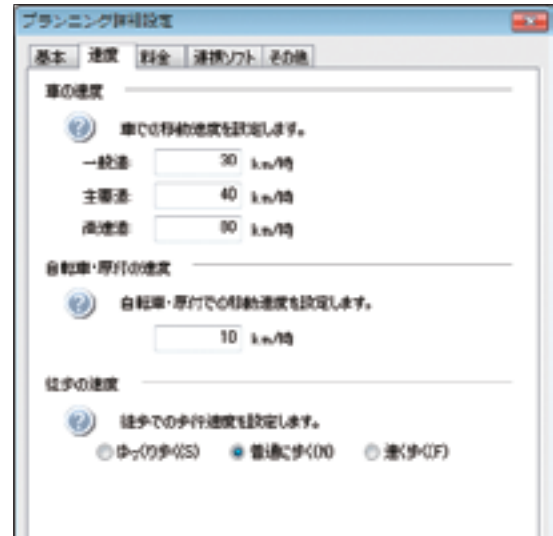 プランニング詳細設定
基本 速度 料金 連携ソフト その他
車の速度
車での移動速度を設定します。
一般道: 30 km/時
主要道: 40 km/時
高速道: 80 km/時
自転車・原付の速度
自転車・原付での移動速度を設定します。
10 km/時
徒歩の速度
徒歩での歩行速度を設定します。
ゆっくり歩く(S) 普通に歩く(N) 速く歩く(F)